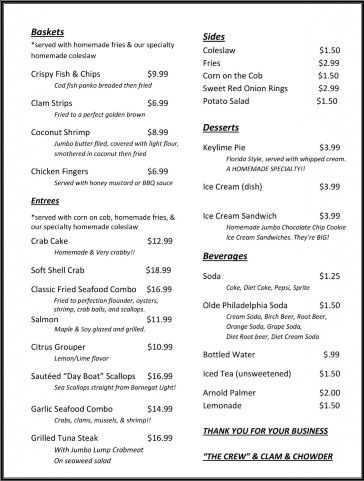 Baskets
*served with homemade fries & our specialty
homemade coleslaw
Crispy Fish & Chips $9.99
Cod fish panko breaded then fried
Clam Strips $6.99
Fried to a perfect golden brown
Coconut Shrimp $8.99
Jumbo butter flied, covered with light flour,
smothered in coconut then fried
Chicken Fingers $6.99
Served with honey mustard or BBQ sauce
Entrees
*served with corn on cob, homemade fries, &
our specialty homemade coleslaw
Crab Cake $12.99
Homemade & Very crabby!!
Soft Shell Crab $18.99
Classic Fried Seafood Combo $16.99
Fried to perfection flounder, oysters,
shrimp, crab balls, and scallops.
Salmon $11.99
Maple & Soy glazed and grilled.
Citrus Grouper $10.99
Lemon/Lime flavor
Sautéed "Day Boat" Scallops $16.99
Sea Scallops straight from Barnegat Light!
Garlic Seafood Combo $14.99
Crabs, clams, mussels, & shrimp!!
Grilled Tuna Steak $16.99
With Jumbo Lump Crabmeat
On seaweed salad
Sides
Coleslaw $1.50
Fries $2.99
Corn on the Cob $1.50
Sweet Red Onion Rings $2.99
Potato Salad $1.50
Desserts
Keylime Pie $3.99
Florida Style, served with whipped cream.
A HOMEMADE SPECIALTY!!
Ice Cream (dish) $3.99
Ice Cream Sandwich $3.99
Homemade Jumbo Chocolate Chip Cookie
Ice Cream Sandwiches. They're BIG!
Beverages
Soda $1.25
Coke, Diet Coke, Pepsi, Sprite
Olde Philadelphia Soda $1.50
Cream Soda, Birch Beer, Root Beer,
Orange Soda, Grape Soda,
Diet Root beer, Diet Cream Soda
Bottled Water $.99
Iced Tea (unsweetened) $1.50
Arnold Palmer $2.00
Lemonade $1.50
THANK YOU FOR YOUR BUSINESS
"THE CREW" & CLAM & CHOWDER